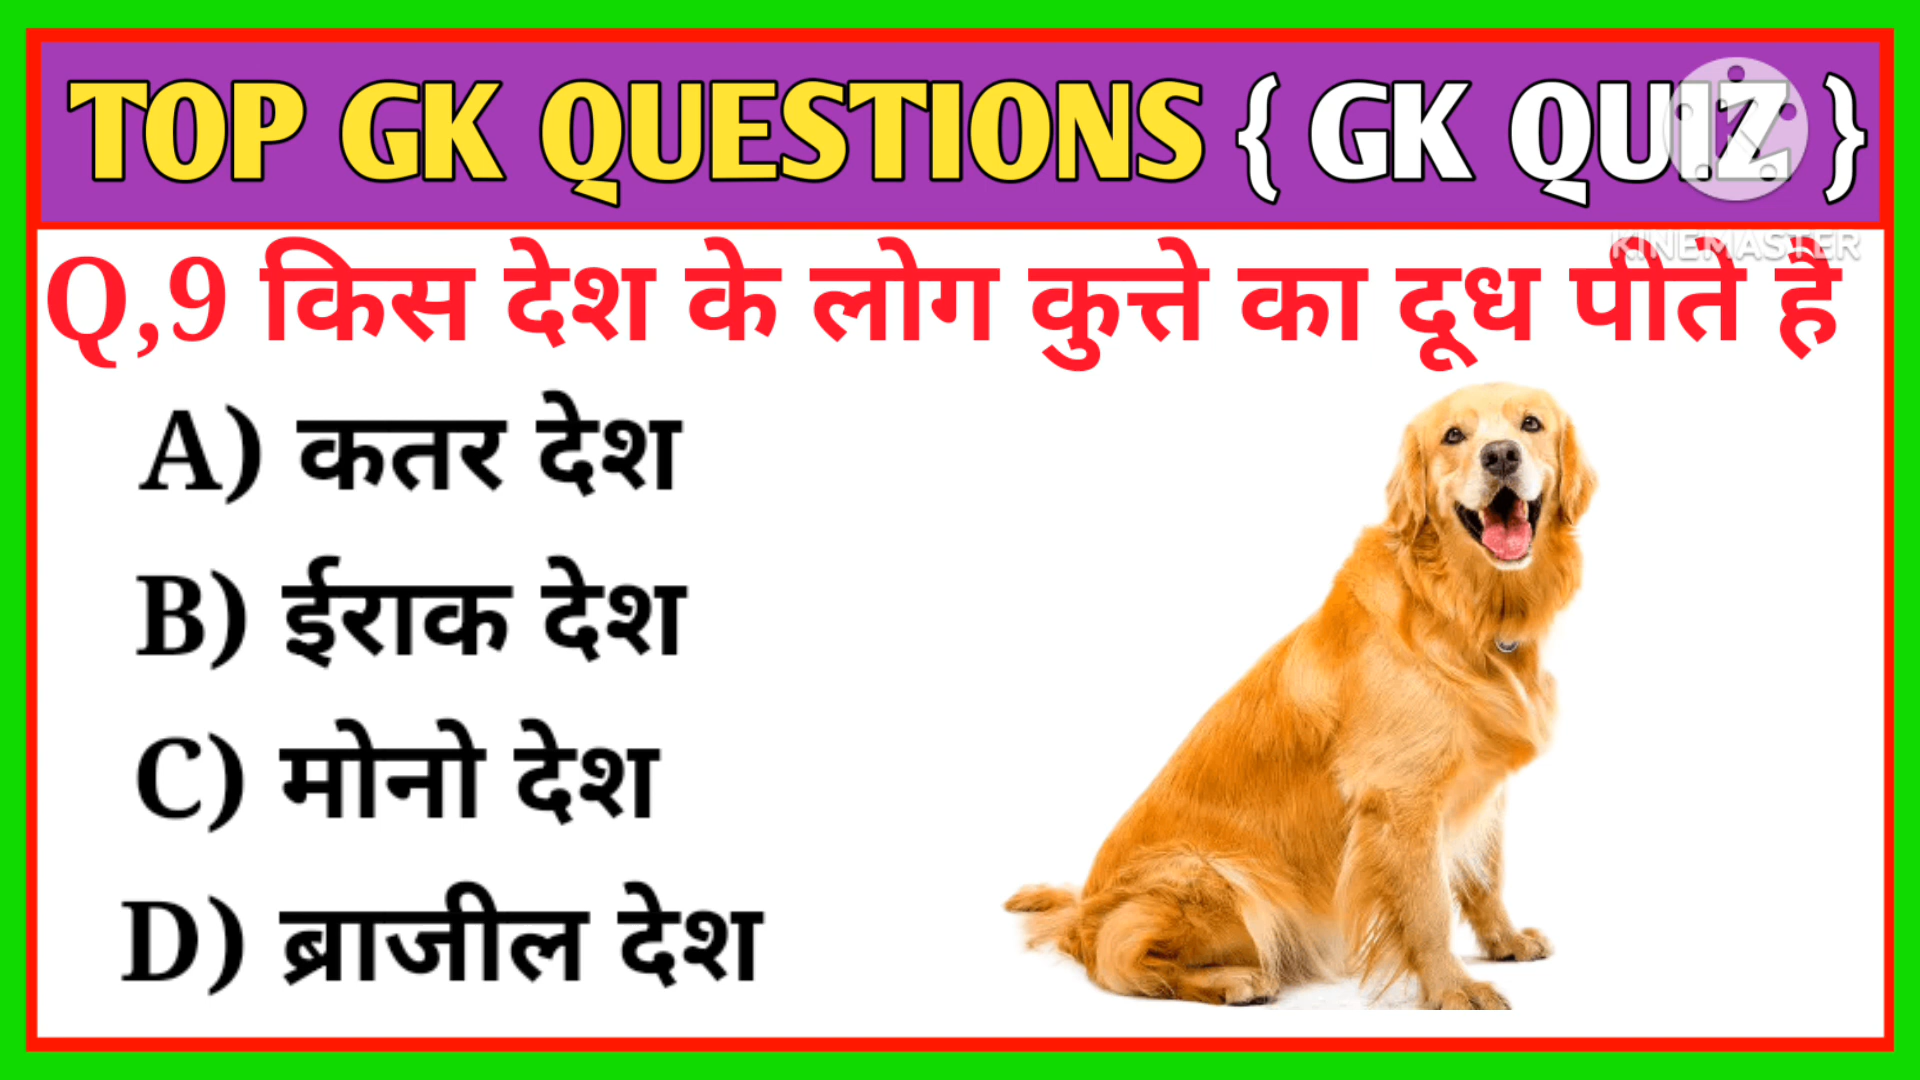 TOP GK QUESTIONS { GK QUIZ }
KINEMASTER
Q,9 किस देश के लोग कुत्ते का दूध पीते है
A) कतर देश
B) ईराक देश
C) मोनो देश
D) ब्राजील देश